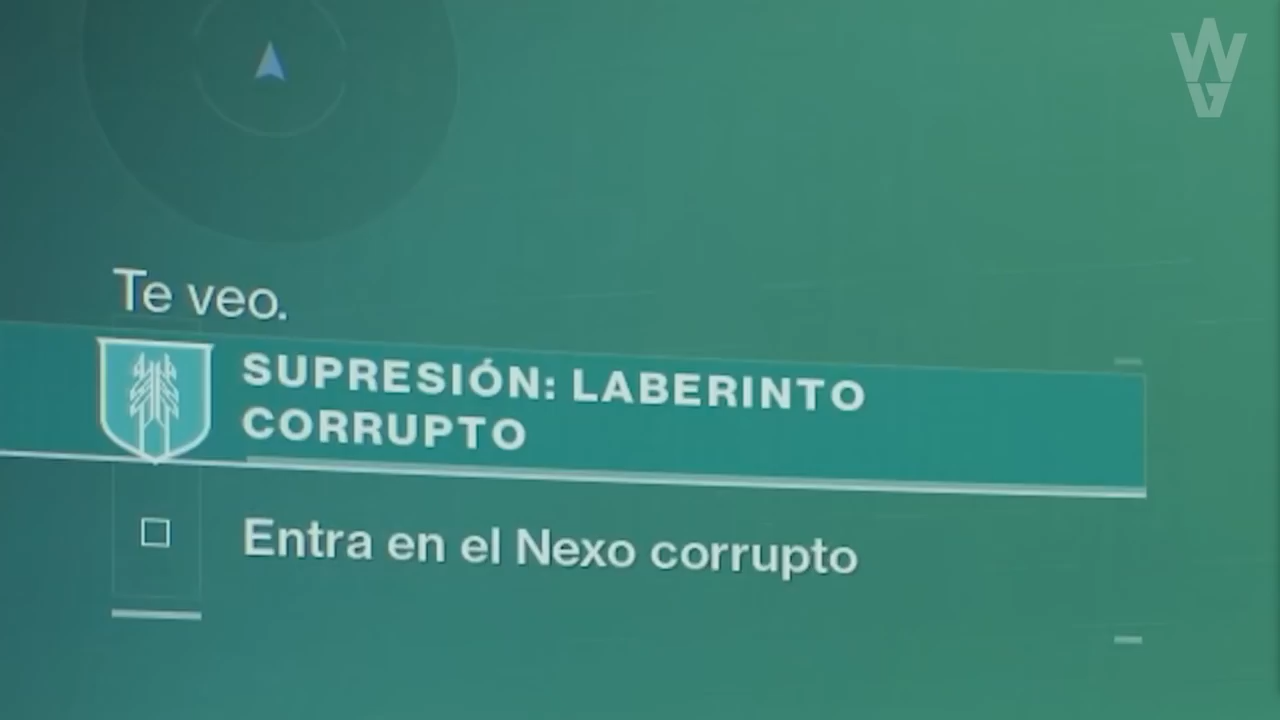 Te veo.
SUPRESIÓN: LABERINTO
CORRUPTO
Entra en el Nexo corrupto